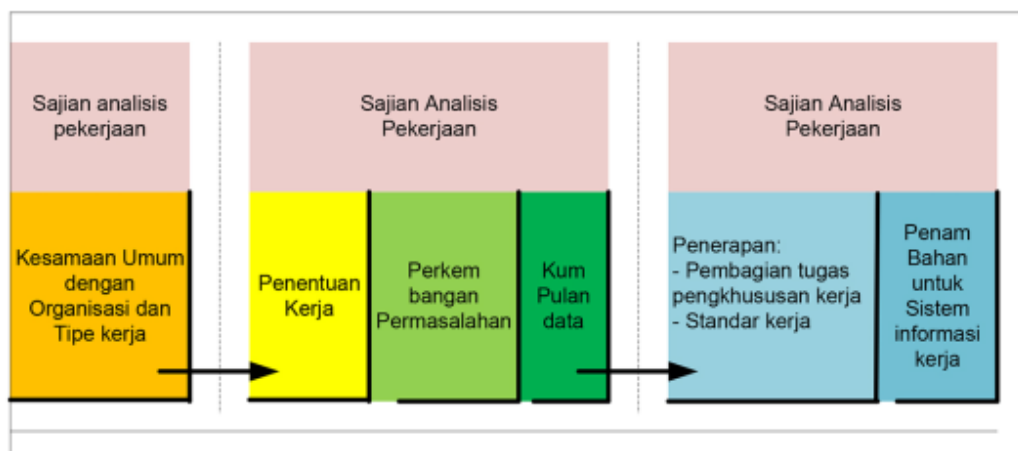 Sajian analisis
pekerjaan
Kesamaan Umum
dengan
Organisasi dan
Tipe kerja
Sajian Analisis
Pekerjaan
Penentuan
Kerja
Perkem
bangan
Permasalahan
Kum
Pulan
data
Sajian Analisis
Pekerjaan
Penerapan:
- Pembagian tugas
pengkhususan kerja
- Standar kerja
Penam
Bahan
untuk
Sistem
informasi
kerja